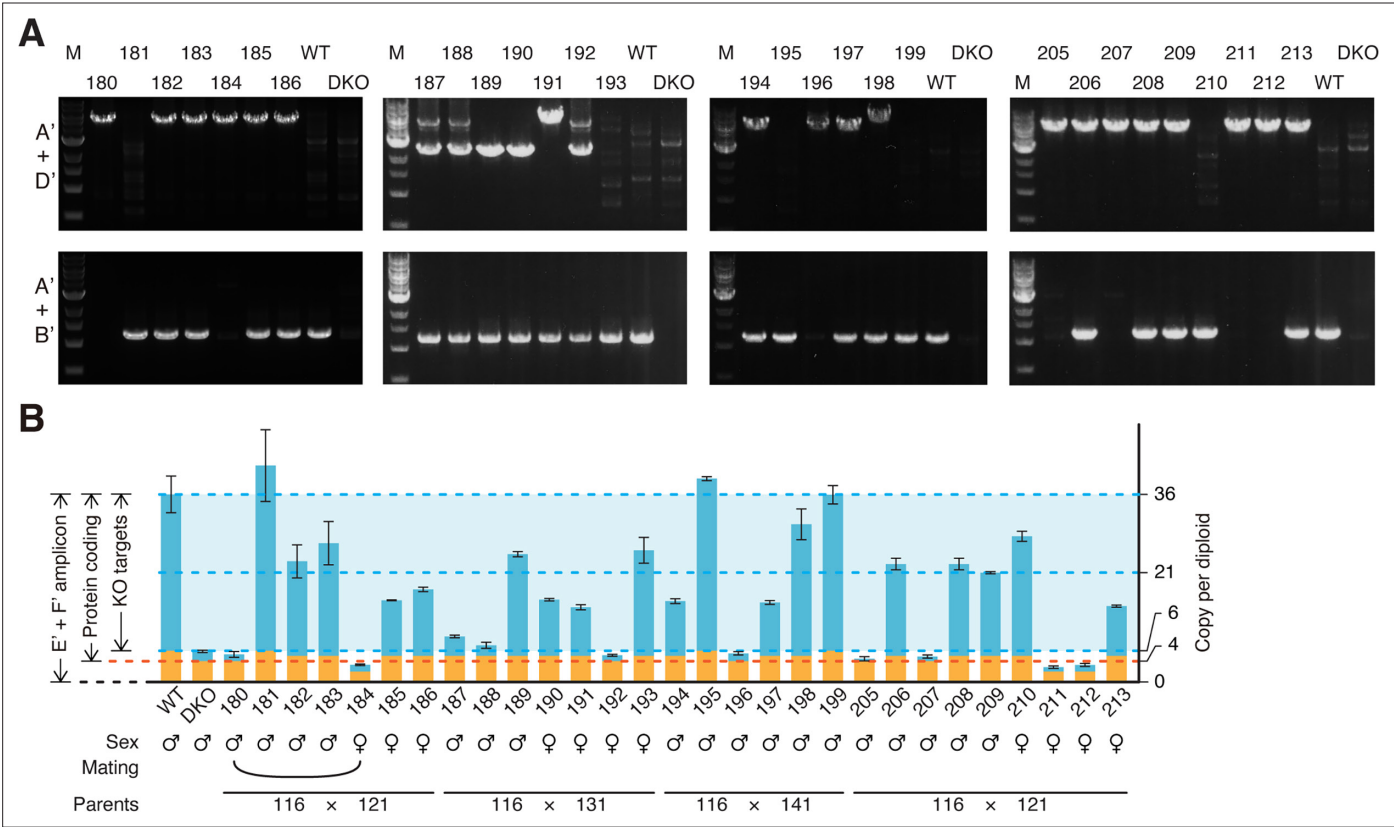 A
M 181 183 185 WT
180 182 184 186 DKO
M 188 190 192 WT
187 189 191 193 DKO
M 195 197 199 DKO
194 196 198 WT
205 207 209 211 213 DKO
M 206 208 210 212 WT
A'
+
D'
A'
+
B'
B
E' + F' amplicon
Protein coding
KO targets
36
21
6
4
0
Copy per diploid
WT DKO 180 181 182 183 184 185 186 187 188 189 190 191 192 193 194 195 196 197 198 199 205 206 207 208 209 210 211 212 213
Sex ♂ ♂ ♂ ♂ ♂ ♂ ♀ ♀ ♀ ♂ ♂ ♂ ♀ ♀ ♀ ♀ ♂ ♂ ♂ ♂ ♂ ♂ ♂ ♂ ♂ ♂ ♂ ♀ ♀ ♀ ♀
Mating
Parents 116 × 121 116 × 131 116 × 141 116 × 121